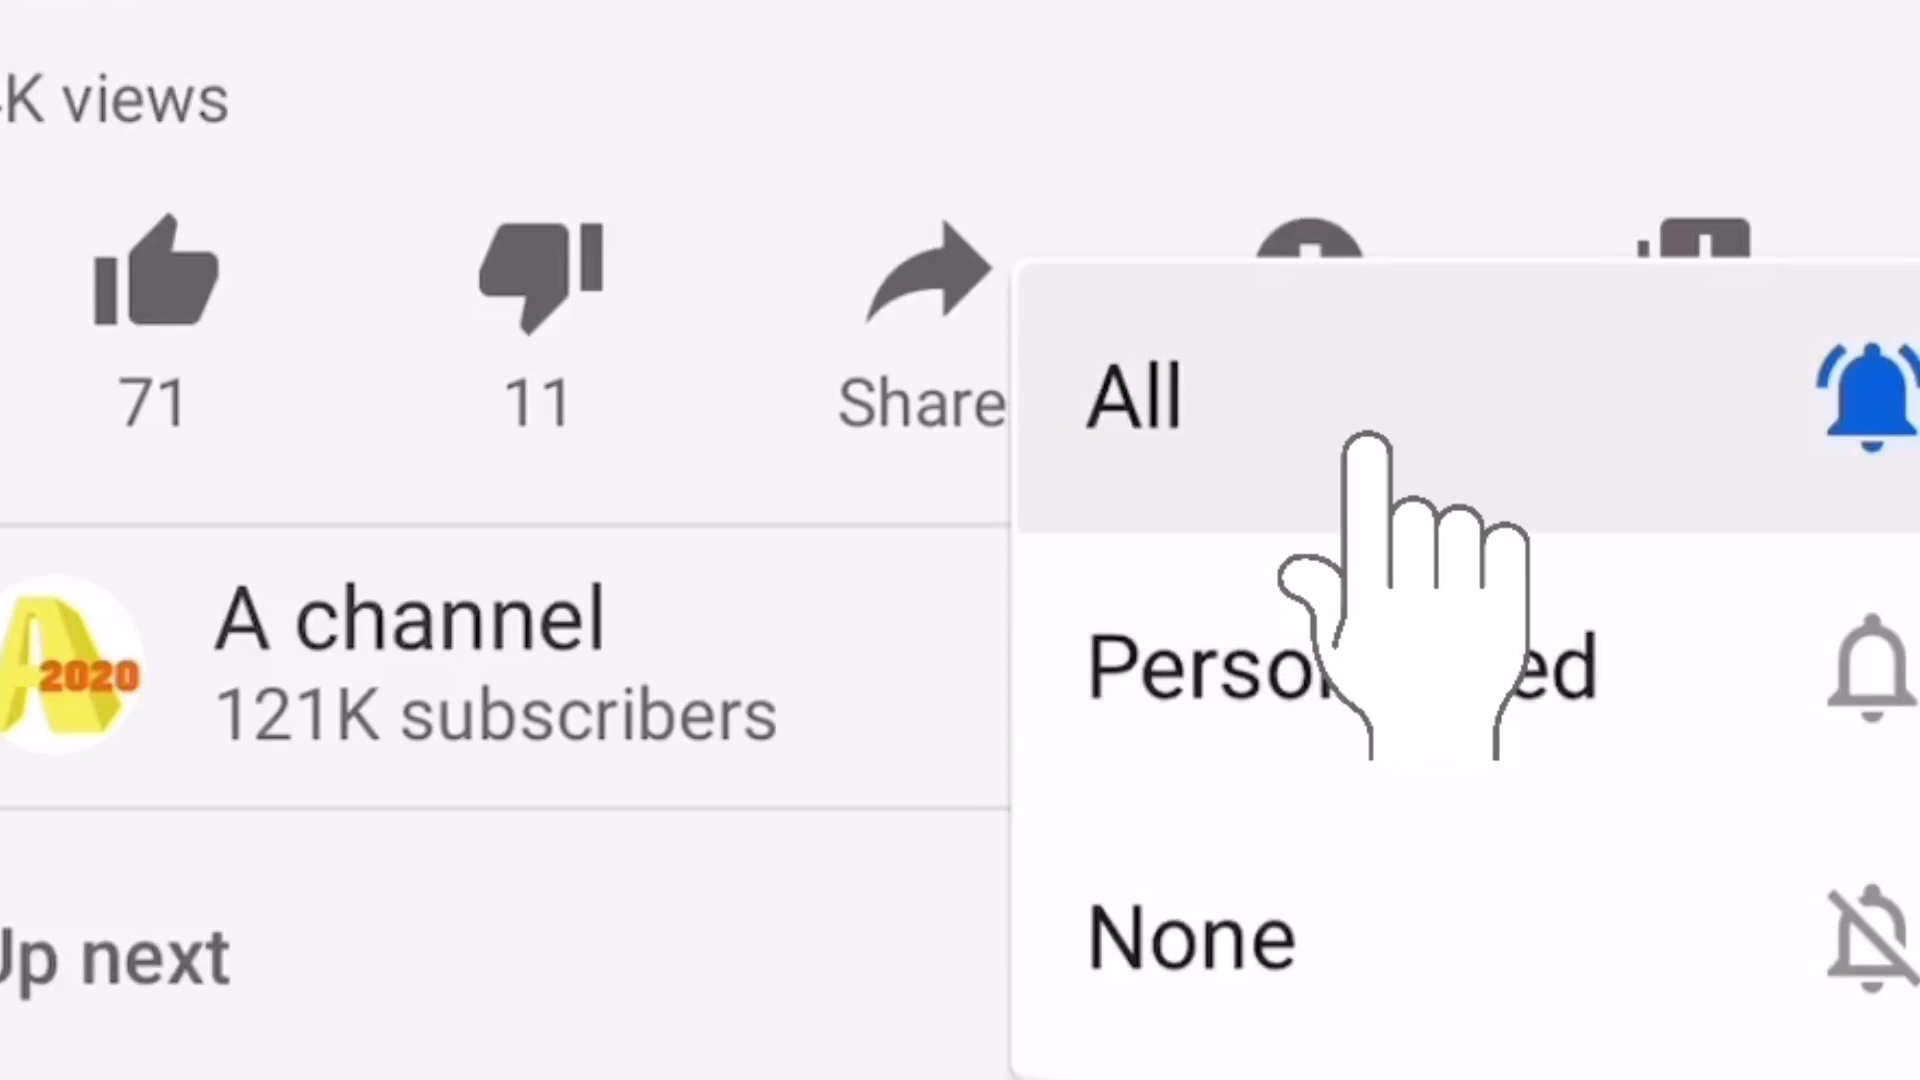 K views
71
11
Share
All
A channel
2020
121K subscribers
None
Up next